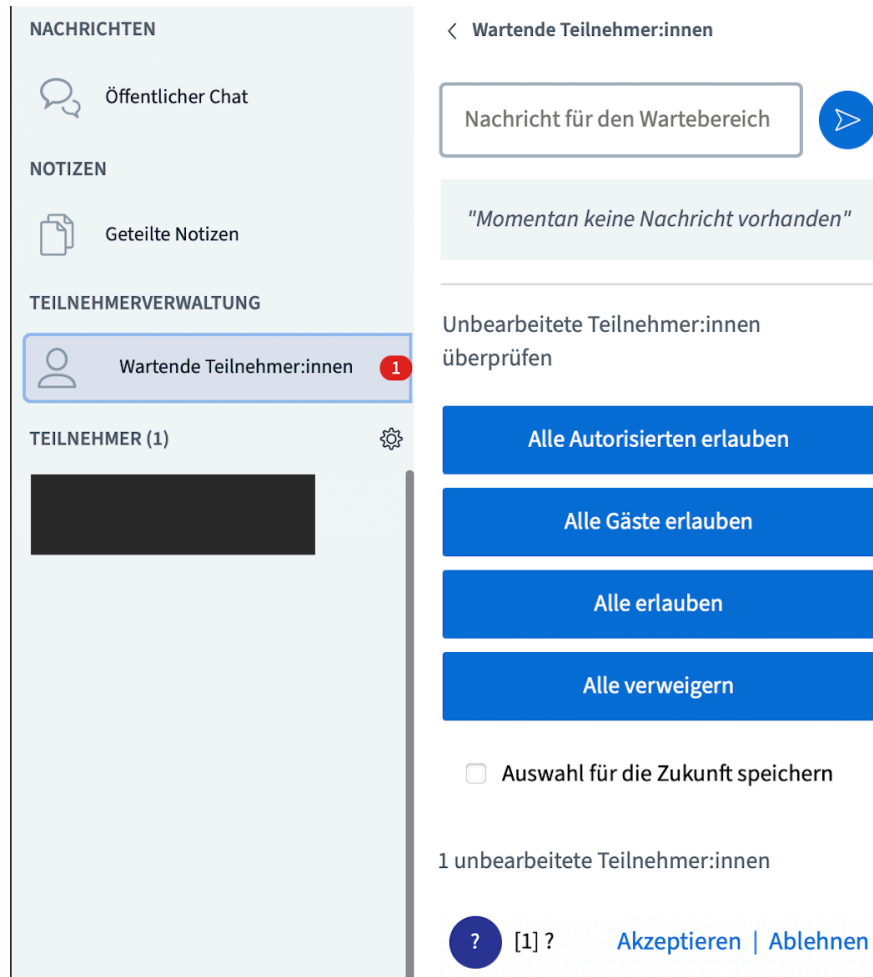 NACHRICHTEN
Öffentlicher Chat
NOTIZEN
Geteilte Notizen
TEILNEHMERVERWALTUNG
Wartende Teilnehmer:innen 1
TEILNEHMER (1)
Wartende Teilnehmer:innen
Nachricht für den Wartebereich
"Momentan keine Nachricht vorhanden"
Unbearbeitete Teilnehmer:innen
überprüfen
Alle Autorisierten erlauben
Alle Gäste erlauben
Alle erlauben
Alle verweigern
Auswahl für die Zukunft speichern
1 unbearbeitete Teilnehmer:innen
? [1] ? Akzeptieren | Ablehnen